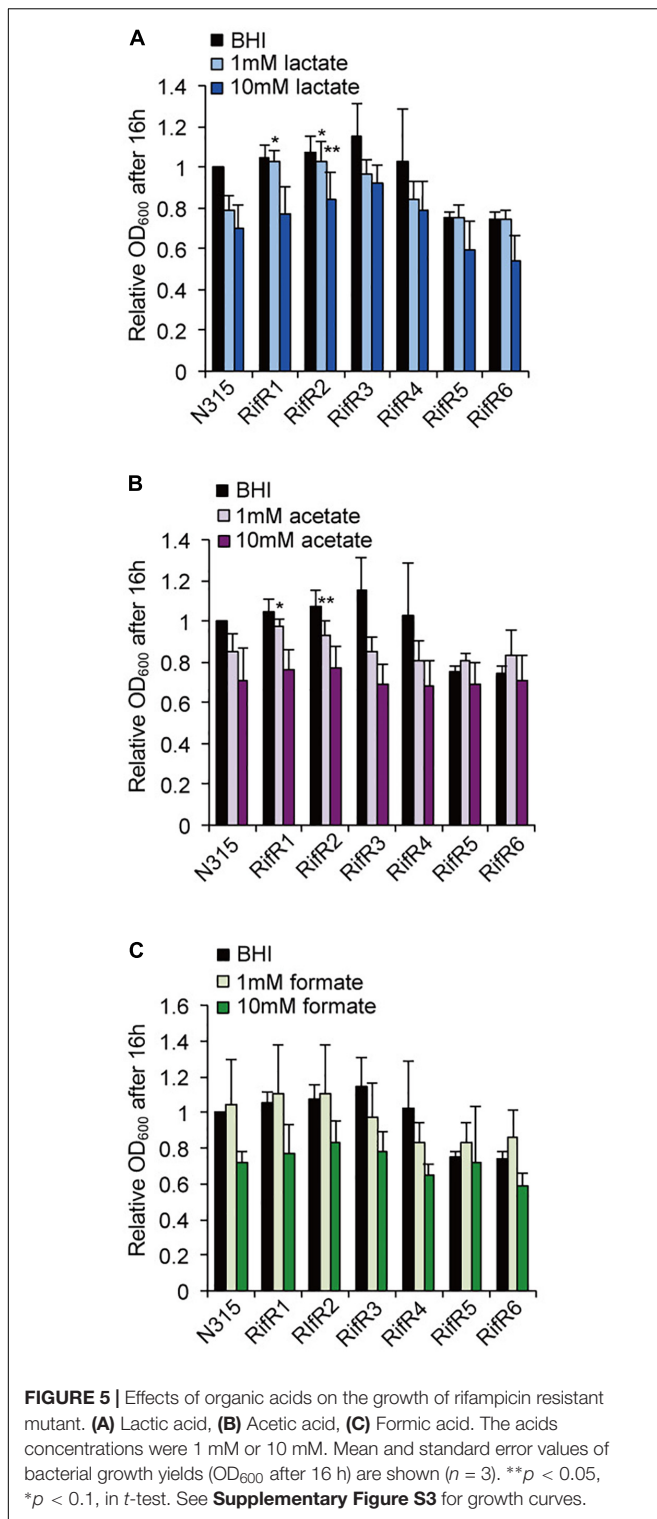 A
BHI
1mM lactate
10mM lactate
Relative OD600 after 16h
1.4
1.2
1
0.8
0.6
0.4
0.2
0
*
*
**
N315
RifR1
RifR2
RifR3
RifR4
RifR5
RifR6
B
BHI
1mM acetate
10mM acetate
Relative OD600 after 16h
1.4
1.2
1
0.8
0.6
0.4
0.2
0
*
**
N315
RifR1
RifR2
RifR3
RifR4
RifR5
RifR6
C
BHI
1mM formate
10mM formate
Relative OD600 after 16h
1.6
1.4
1.2
1
0.8
0.6
0.4
0.2
0
N315
RifR1
RifR2
RifR3
RifR4
RifR5
RifR6
FIGURE 5 | Effects of organic acids on the growth of rifampicin resistant
mutant. (A) Lactic acid, (B) Acetic acid, (C) Formic acid. The acids
concentrations were 1 mM or 10 mM. Mean and standard error values of
bacterial growth yields (OD600 after 16 h) are shown (n = 3). **p < 0.05,
*p < 0.1, in t-test. See Supplementary Figure S3 for growth curves.